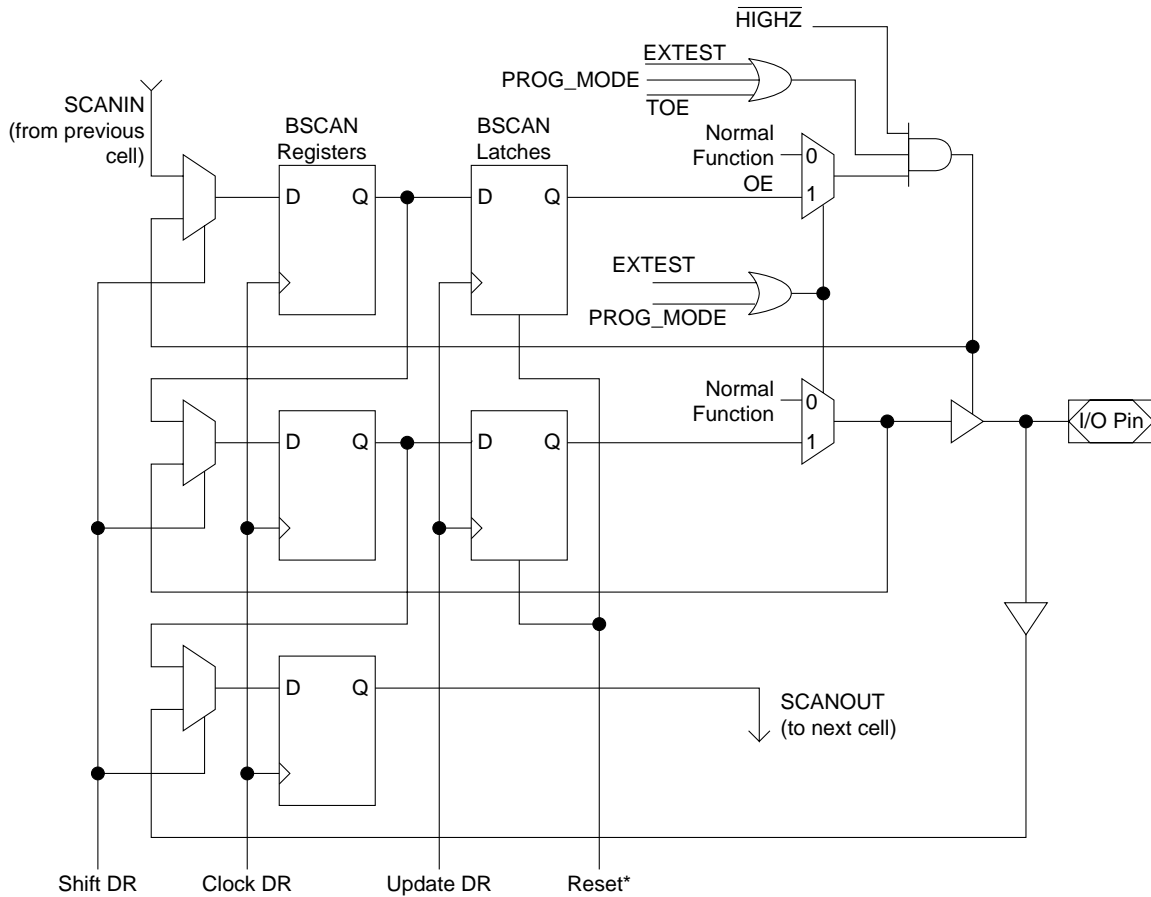 HIGHZ
EXTEST
PROG_MODE
TOE
SCANIN
(from previous
cell)
BSCAN
Registers
BSCAN
Latches
Normal
Function
OE
0
1
D Q
D Q
EXTEST
PROG_MODE
Normal
Function
0
1
D Q
D Q
I/O Pin
D Q
SCANOUT
(to next cell)
Shift DR
Clock DR
Update DR
Reset*